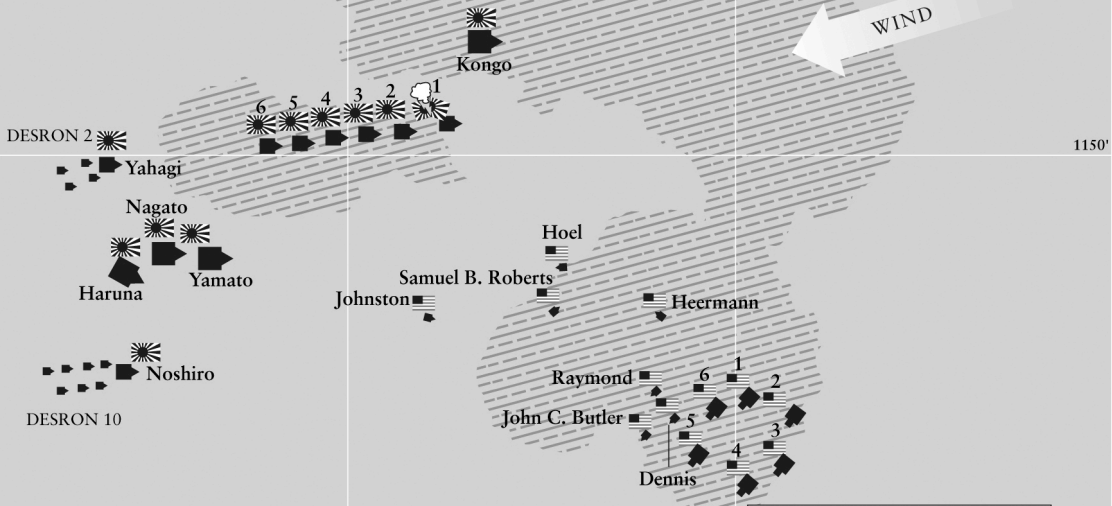 WIND
Kongo
6
5
4
3
2
1
DESRON 2
1150'
Yahagi
Nagato
Yamato
Haruna
Hoel
Samuel B. Roberts
Johnston
Heermann
Noshiro
DESRON 10
Raymond
6
1
2
John C. Butler
5
3
4
Dennis